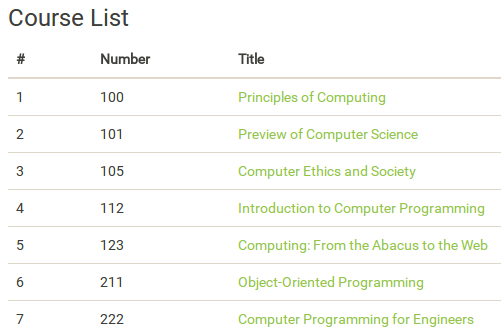 Course List
# Number Title
1 100 Principles of Computing
2 101 Preview of Computer Science
3 105 Computer Ethics and Society
4 112 Introduction to Computer Programming
5 123 Computing: From the Abacus to the Web
6 211 Object-Oriented Programming
7 222 Computer Programming for Engineers